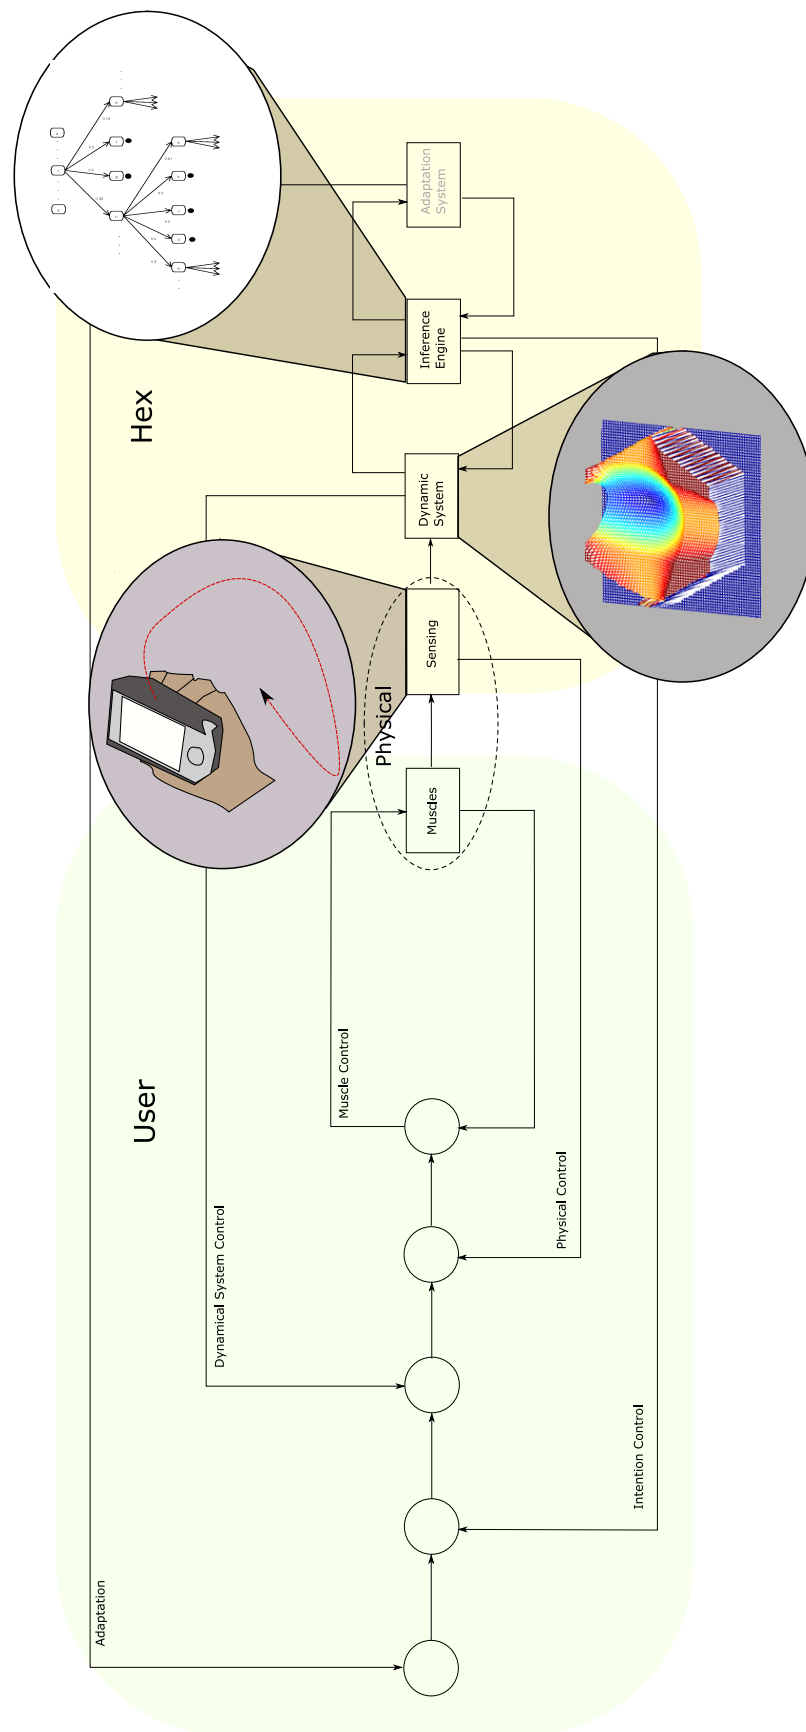 Adaptation
System
Inference
Engine
Hex
Dynamic
System
Sensing
Physical
Muscles
User
Muscle Control
Physical Control
Dynamical System Control
Intention Control
Adaptation